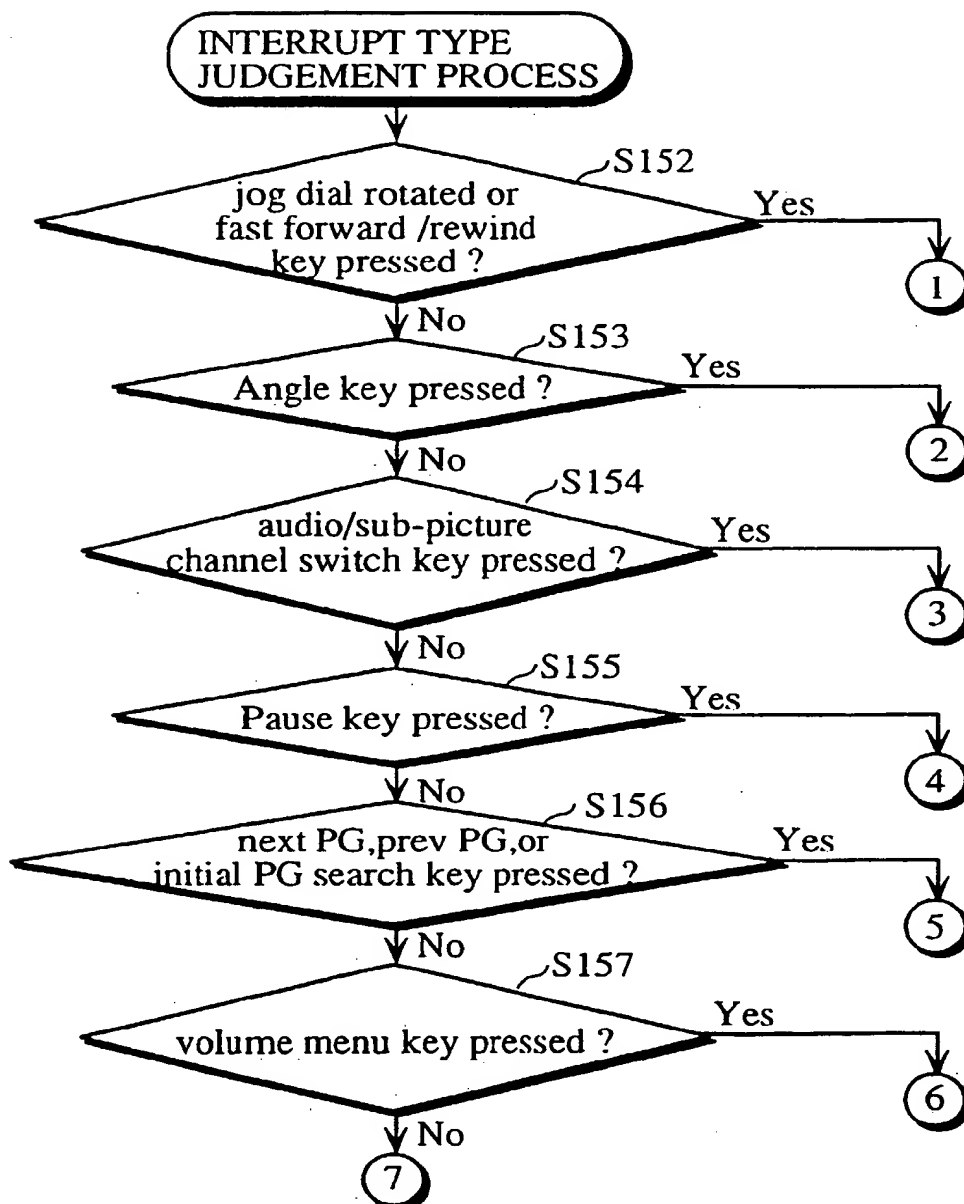 INTERRUPT TYPE
JUDGEMENT PROCESS
S152
jog dial rotated or
fast forward /rewind
key pressed ?
Yes
1
No
S153
Angle key pressed ?
Yes
2
No
S154
audio/sub-picture
channel switch key pressed ?
Yes
3
No
S155
Pause key pressed ?
Yes
4
No
S156
next PG,prev PG,or
initial PG search key pressed ?
Yes
5
No
S157
volume menu key pressed ?
Yes
6
No
7